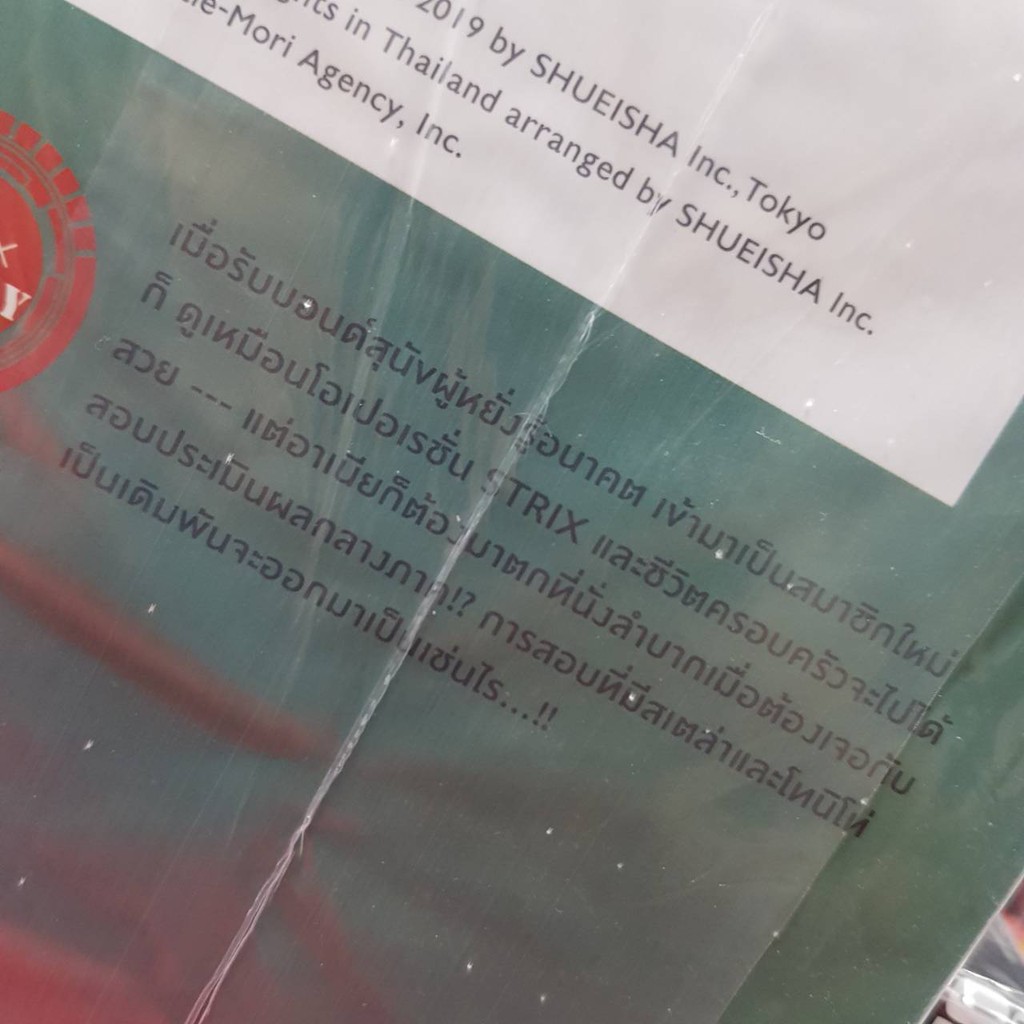 2019 by SHUEISHA Inc., Tokyo
in Thailand arranged by SHUEISHA Inc.
-Mori Agency, Inc.
เมื่อรับบอนด์สุนัขผู้หยั่งรู้อนาคต เข้ามาเป็นสมาชิกใหม่
ก็ ดูเหมือนโอเปอเรชั่น STRIX และชีวิตครอบครัวจะไปได้
สวย --- แต่อาเนียก็ต้องมาตกที่นั่งลำบากเมื่อต้องเจอกับ
สอบประเมินผลกลางภาค!? การสอบที่มีสเตล่าและโทนิโท่
เป็นเดิมพันจะออกมาเป็นเช่นไร...!!